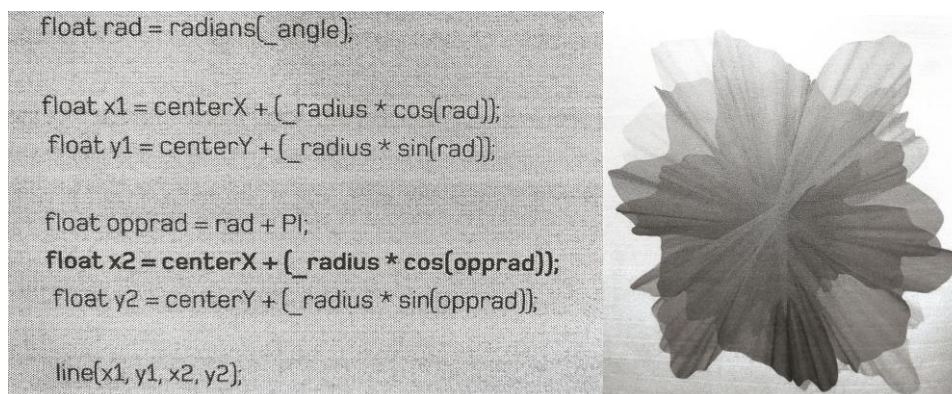 float rad = radians(_angle);
float x1 = centerX + (_radius * cos(rad));
float y1 = centerY + (_radius * sin(rad));
float opprad = rad + PI;
float x2 = centerX + (_radius * cos(opprad));
float y2 = centerY + (_radius * sin(opprad));
line(x1, y1, x2, y2);